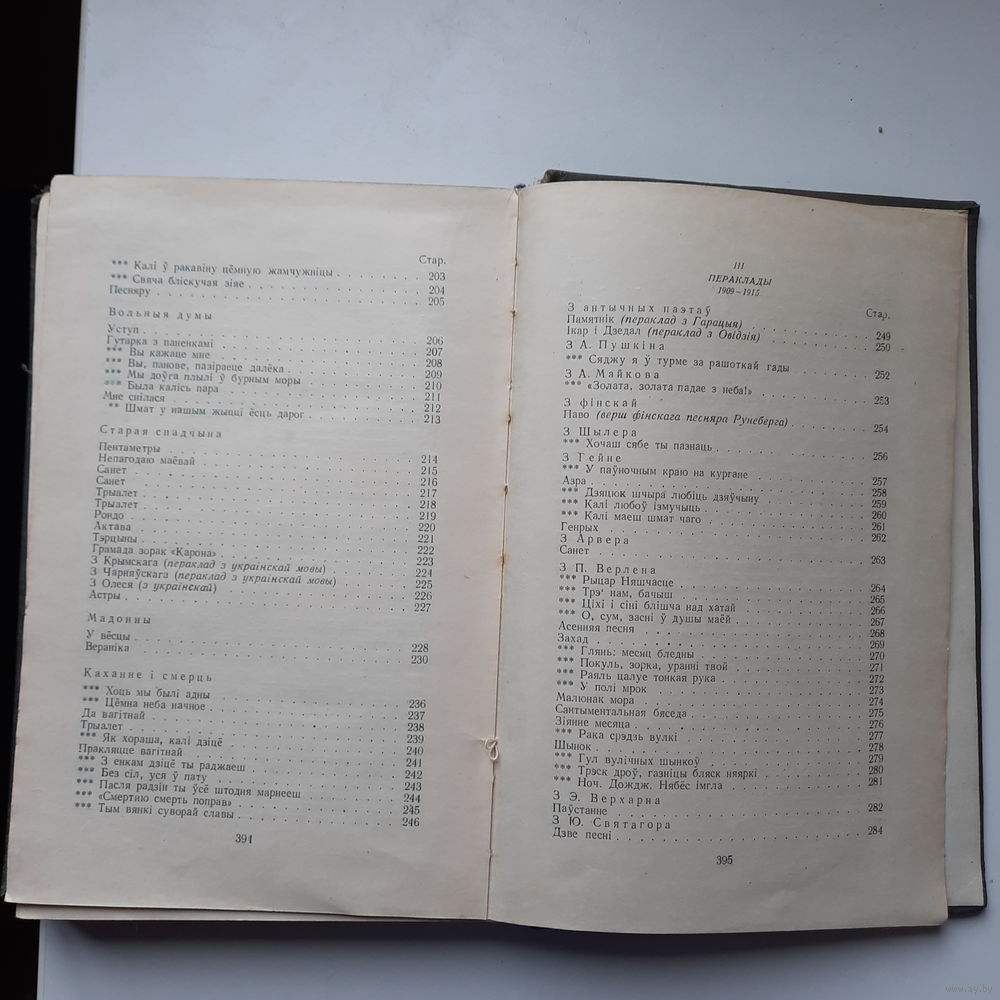 Стар.
*** Калі ў ракавіну цёмную жамчужніцы . . . . . . . . 203
*** Свяча бліскучая зіяе . . . . . . . . 204
Песняру . . . . . . . . 205
Вольныя думы
Уступ . . . . . . . . 206
Гутарка з паненкамі . . . . . . . . 207
*** Вы кажаце мне . . . . . . . . 208
*** Вы, панове, пазіраеце далёка . . . . . . . . 209
*** Мы доўга плылі ў бурным моры . . . . . . . . 210
*** Была калісь пара . . . . . . . . 211
Мне снілася . . . . . . . . 212
** Шмат у нашым жыцці ёсць дарог . . . . . . . . 213
Старая спадчына
Пентаметры . . . . . . . . 214
Непагодаю маёвай . . . . . . . . 215
Санет . . . . . . . . 216
Санет . . . . . . . . 217
Трыалет . . . . . . . . 218
Трыалет . . . . . . . . 219
Рондо . . . . . . . . 220
Актава . . . . . . . . 221
Тэрцыны . . . . . . . . 222
Грамада зорак «Карона» . . . . . . . . 223
З Крымскага (пераклад з украінскай мовы) . . . . . . . . 224
З Чарняўскага (пераклад з украінскай мовы) . . . . . . . . 225
З Олеся (з украінскай) . . . . . . . . 226
Астры . . . . . . . . 227
Мадонны
У вёсцы . . . . . . . . 228
Вераніка . . . . . . . . 230
Каханне і смерць
*** Хоць мы былі адны . . . . . . . . 236
*** Цёмна неба начное . . . . . . . . 237
Да вагітнай . . . . . . . . 238
Трыалет . . . . . . . . 239
*** Як хораша, калі дзіцё . . . . . . . . 240
Пракляцце вагітнай . . . . . . . . 241
*** З енкам дзіцё ты раджаеш . . . . . . . . 242
*** Без сіл, уся ў пату . . . . . . . . 243
*** Пасля радзін ты ўсё штодня марнееш . . . . . . . . 244
*** «Смертию смерть поправ» . . . . . . . . 245
*** Тым вянкі суворай славы . . . . . . . . 246
394
III
ПЕРАКЛАДЫ
1909—1915
Стар.
З антычных паэтаў
Памятнік (пераклад з Гарацыя) . . . . . . . . 249
Ікар і Дзедал (пераклад з Овідзія) . . . . . . . . 250
З А. Пушкіна
*** Сяджу я ў турме за рашоткай гады . . . . . . . . 252
З А. Майкова
*** «Золата, золата падае з неба!» . . . . . . . . 253
З фінскай
Паво (верш фінскага песняра Рунеберга) . . . . . . . . 254
З Шылера
*** Хочаш сябе ты пазнаць . . . . . . . . 256
З Гейне
*** У паўночным краю на кургане . . . . . . . . 257
Азра . . . . . . . . 258
*** Дзяцюк шчыра любіць дзяўчыну . . . . . . . . 259
*** Калі любоў ізмучыць . . . . . . . . 260
*** Калі маеш шмат чаго . . . . . . . . 261
Генрых . . . . . . . . 262
З Арвера
Санет . . . . . . . . 263
З П. Верлена
*** Рыцар Няшчасце . . . . . . . . 264
*** Трэ' нам, бачыш . . . . . . . . 265
*** Ціхі і сіні блішча над хатай . . . . . . . . 266
*** О, сум, засні ў душы маёй . . . . . . . . 267
Асенняя песня . . . . . . . . 268
Захад . . . . . . . . 269
*** Глянь: месяц бледны . . . . . . . . 270
*** Покуль, зорка, уранні твой . . . . . . . . 271
*** Раяль цалуе тонкая рука . . . . . . . . 272
*** У полі мрок . . . . . . . . 273
Малюнак мора . . . . . . . . 274
Сантыментальная бяседа . . . . . . . . 275
Зіянне месяца . . . . . . . . 276
*** Рака срэдзь вулкі . . . . . . . . 277
Шынок . . . . . . . . 278
*** Гул вулічных шынкоў . . . . . . . . 279
*** Трэск дроў, газніцы бляск няяркі . . . . . . . . 280
*** Ноч. Дождж. Нябёс імгла . . . . . . . . 281
З Э. Верхарна
Паўстанне . . . . . . . . 282
З Ю. Святагора
Дзве песні . . . . . . . . 284
395
www.ay.by